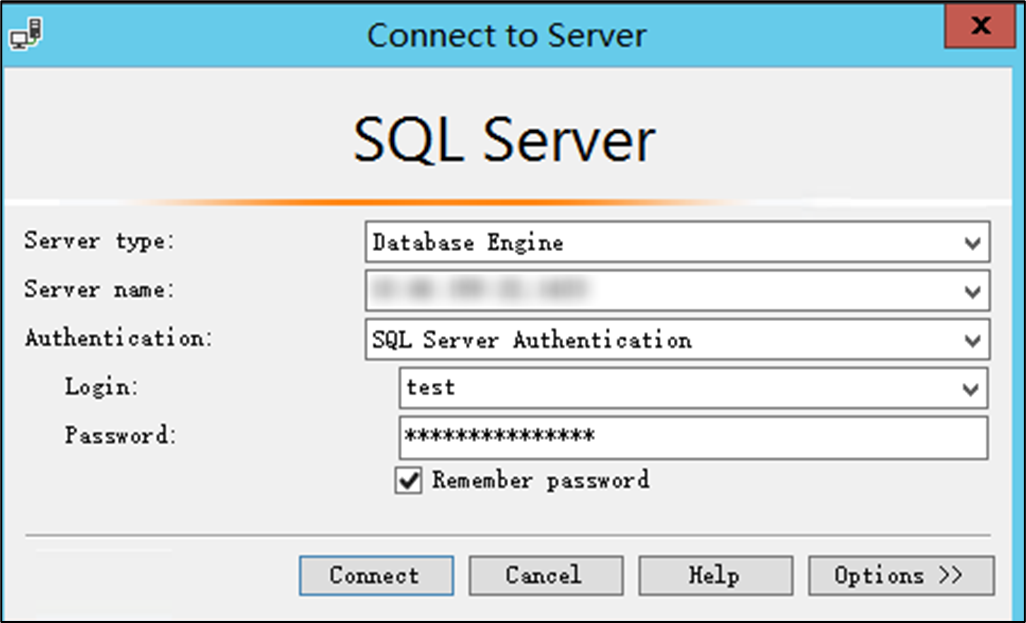 Connect to Server
X
SQL Server
Server type: Database Engine
Server name:
Authentication: SQL Server Authentication
Login: test
Password: ***************
Remember password
Connect Cancel Help Options >>